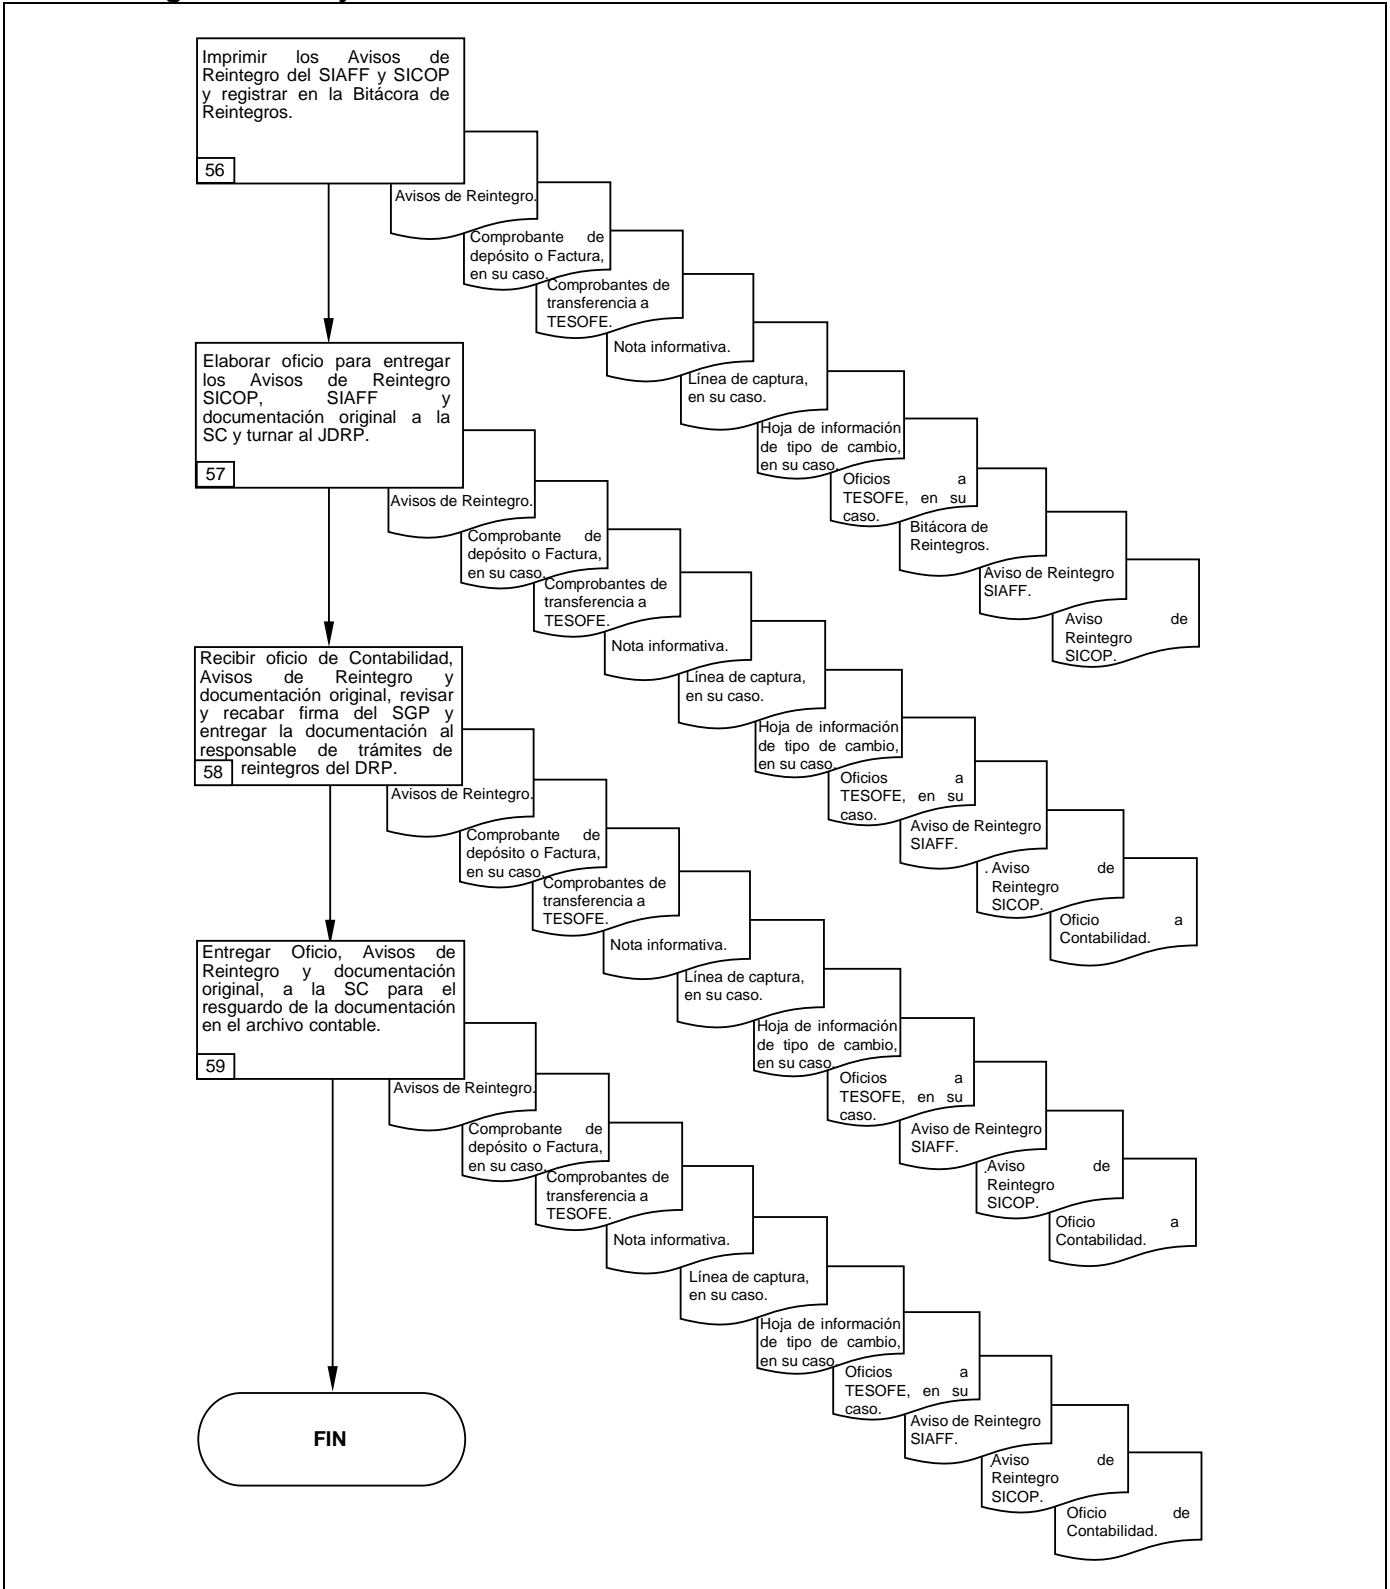 Imprimir los Avisos de
Reintegro del SIAFF y SICOP
y registrar en la Bitácora de
Reintegros.
56
Avisos de Reintegro.
Comprobante de
depósito o Factura,
en su caso.
Comprobantes de
transferencia a
TESOFE.
Nota informativa.
Línea de captura,
en su caso.
Hoja de información
de tipo de cambio,
en su caso.
Oficios a
TESOFE, en su
caso.
Bitácora de
Reintegros.
Aviso de Reintegro
SIAFF.
Aviso de
Reintegro
SICOP.
Elaborar oficio para entregar
los Avisos de Reintegro
SICOP, SIAFF y
documentación original a la
SC y turnar al JDRP.
57
Avisos de Reintegro.
Comprobante de
depósito o Factura,
en su caso.
Comprobantes de
transferencia a
TESOFE.
Nota informativa.
Línea de captura,
en su caso.
Hoja de información
de tipo de cambio,
en su caso.
Oficios a
TESOFE, en su
caso.
Aviso de Reintegro
SIAFF.
. Aviso de
Reintegro
SICOP.
Oficio a
Contabilidad.
Recibir oficio de Contabilidad,
Avisos de Reintegro y
documentación original, revisar
y recabar firma del SGP y
entregar la documentación al
responsable de trámites de
reintegros del DRP.
58
Avisos de Reintegro.
Comprobante de
depósito o Factura,
en su caso.
Comprobantes de
transferencia a
TESOFE.
Nota informativa.
Línea de captura,
en su caso.
Hoja de información
de tipo de cambio,
en su caso.
Oficios a
TESOFE, en su
caso.
Aviso de Reintegro
SIAFF.
.Aviso de
Reintegro
SICOP.
Oficio a
Contabilidad.
Entregar Oficio, Avisos de
Reintegro y documentación
original, a la SC para el
resguardo de la documentación
en el archivo contable.
59
Avisos de Reintegro.
Comprobante de
depósito o Factura,
en su caso.
Comprobantes de
transferencia a
TESOFE.
Nota informativa.
Línea de captura,
en su caso.
Hoja de información
de tipo de cambio,
en su caso.
Oficios a
TESOFE, en su
caso.
Aviso de Reintegro
SIAFF.
.Aviso de
Reintegro
SICOP.
Oficio de
Contabilidad.
FIN